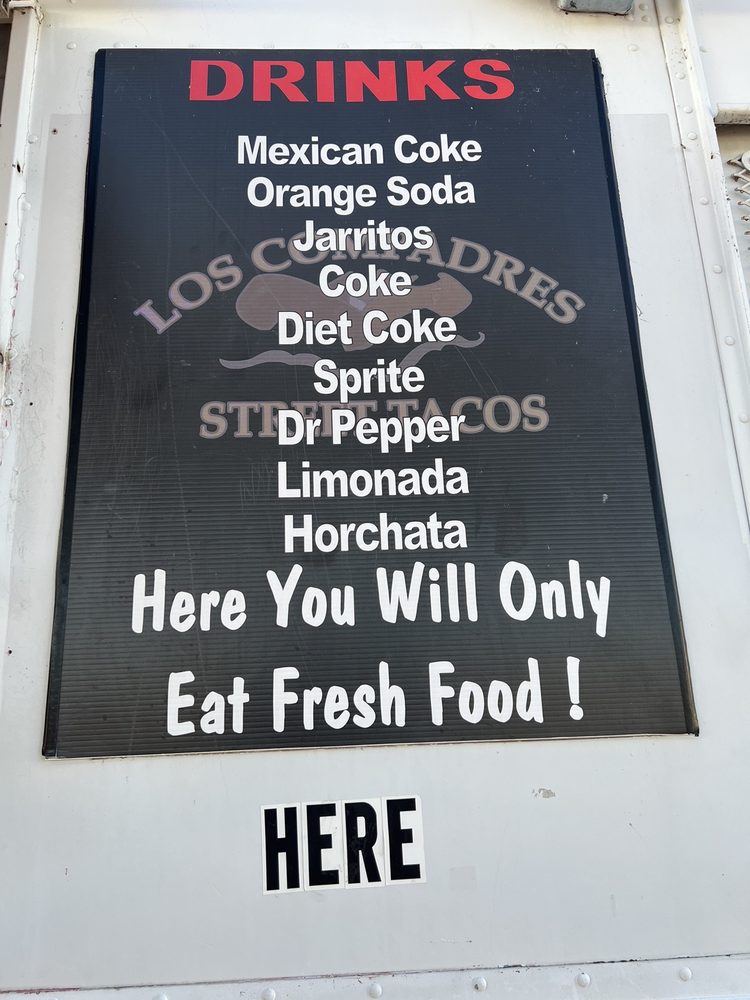 DRINKS
Mexican Coke
Orange Soda
Jarritos
LOS COMPADRES
Coke
Diet Coke
Sprite
STREET TACOS
Dr Pepper
Limonada
Horchata
Here You Will Only
Eat Fresh Food !
HERE